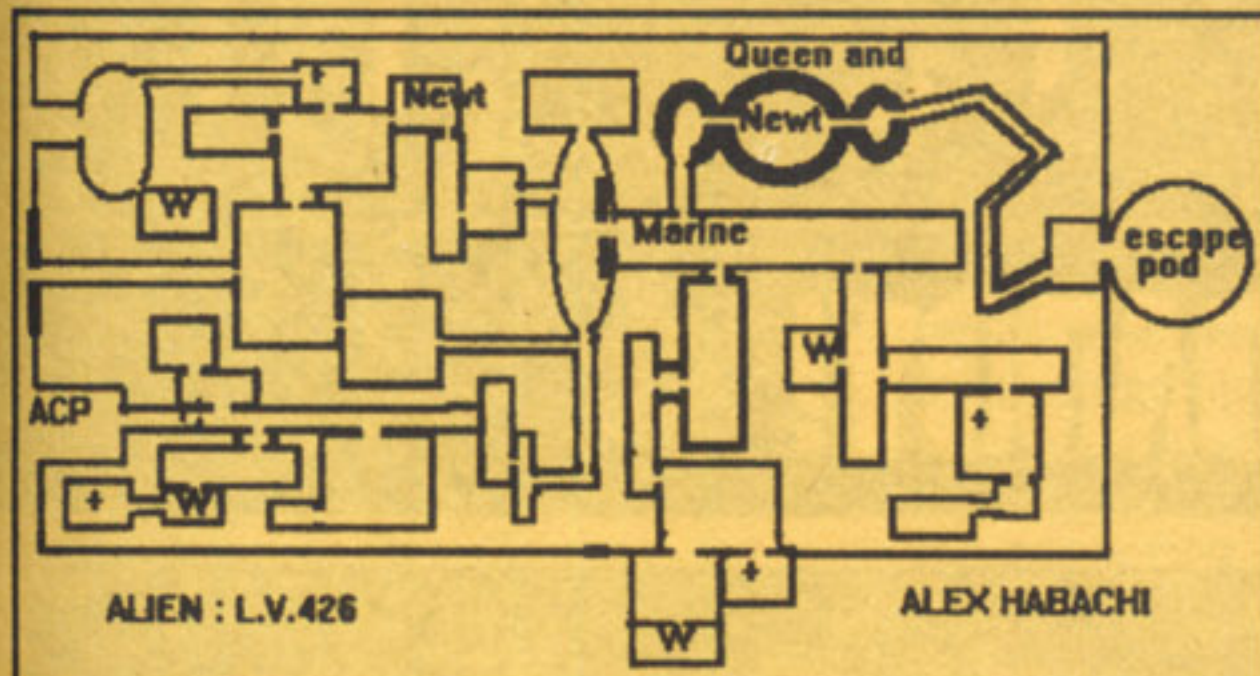 Queen and
+
Newt
Newt
W
Marine
escape
pod
W
ACP
+
+
+
W
+
ALIEN : L.V.426
ALEX HABACHI
W